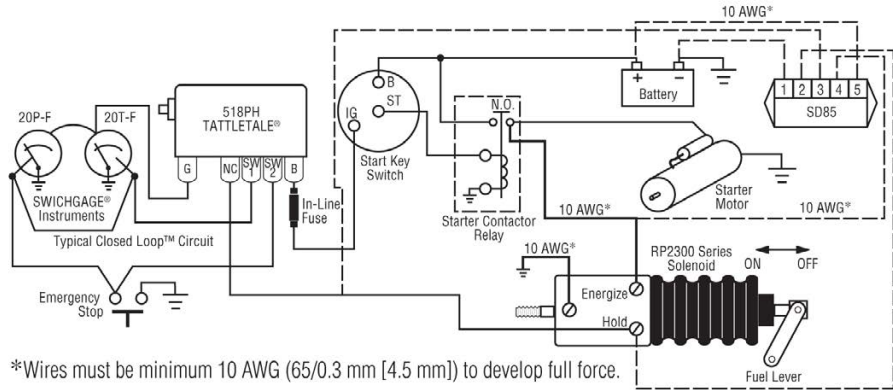 10 AWG*
518PH
TATTLETALE®
20P-F
20T-F
G
NC
SW
1
SW
2
B
SWICHGAGE®
Instruments
Typical Closed Loop™ Circuit
In-Line
Fuse
Emergency
Stop
B
ST
IG
Start Key
Switch
N.O.
Starter Contactor
Relay
+ −
Battery
1 2 3 4 5
SD85
Starter
Motor
10 AWG*
10 AWG*
10 AWG*
RP2300 Series
Solenoid
ON OFF
Energize
Hold
Fuel Lever
*Wires must be minimum 10 AWG (65/0.3 mm [4.5 mm]) to develop full force.